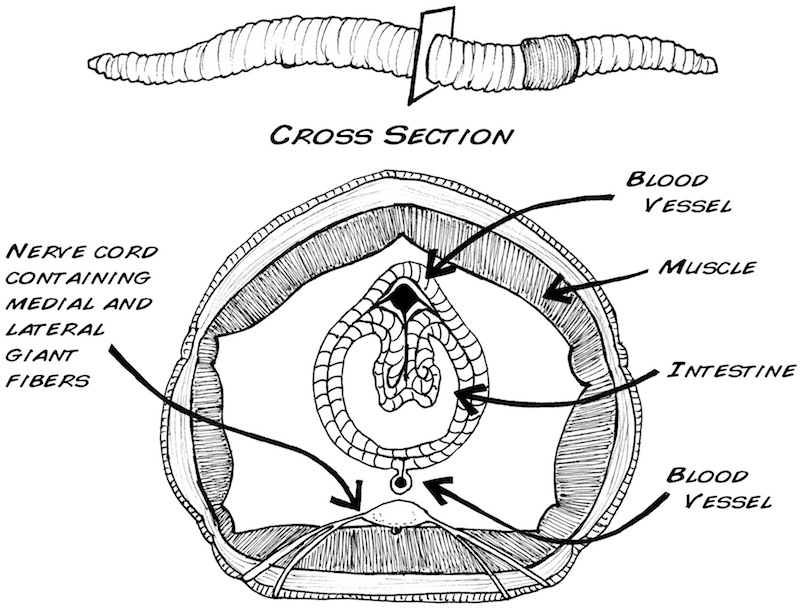 CROSS SECTION
BLOOD
VESSEL
NERVE CORD
CONTAINING
MEDIAL AND
LATERAL
GIANT
FIBERS
MUSCLE
INTESTINE
BLOOD
VESSEL